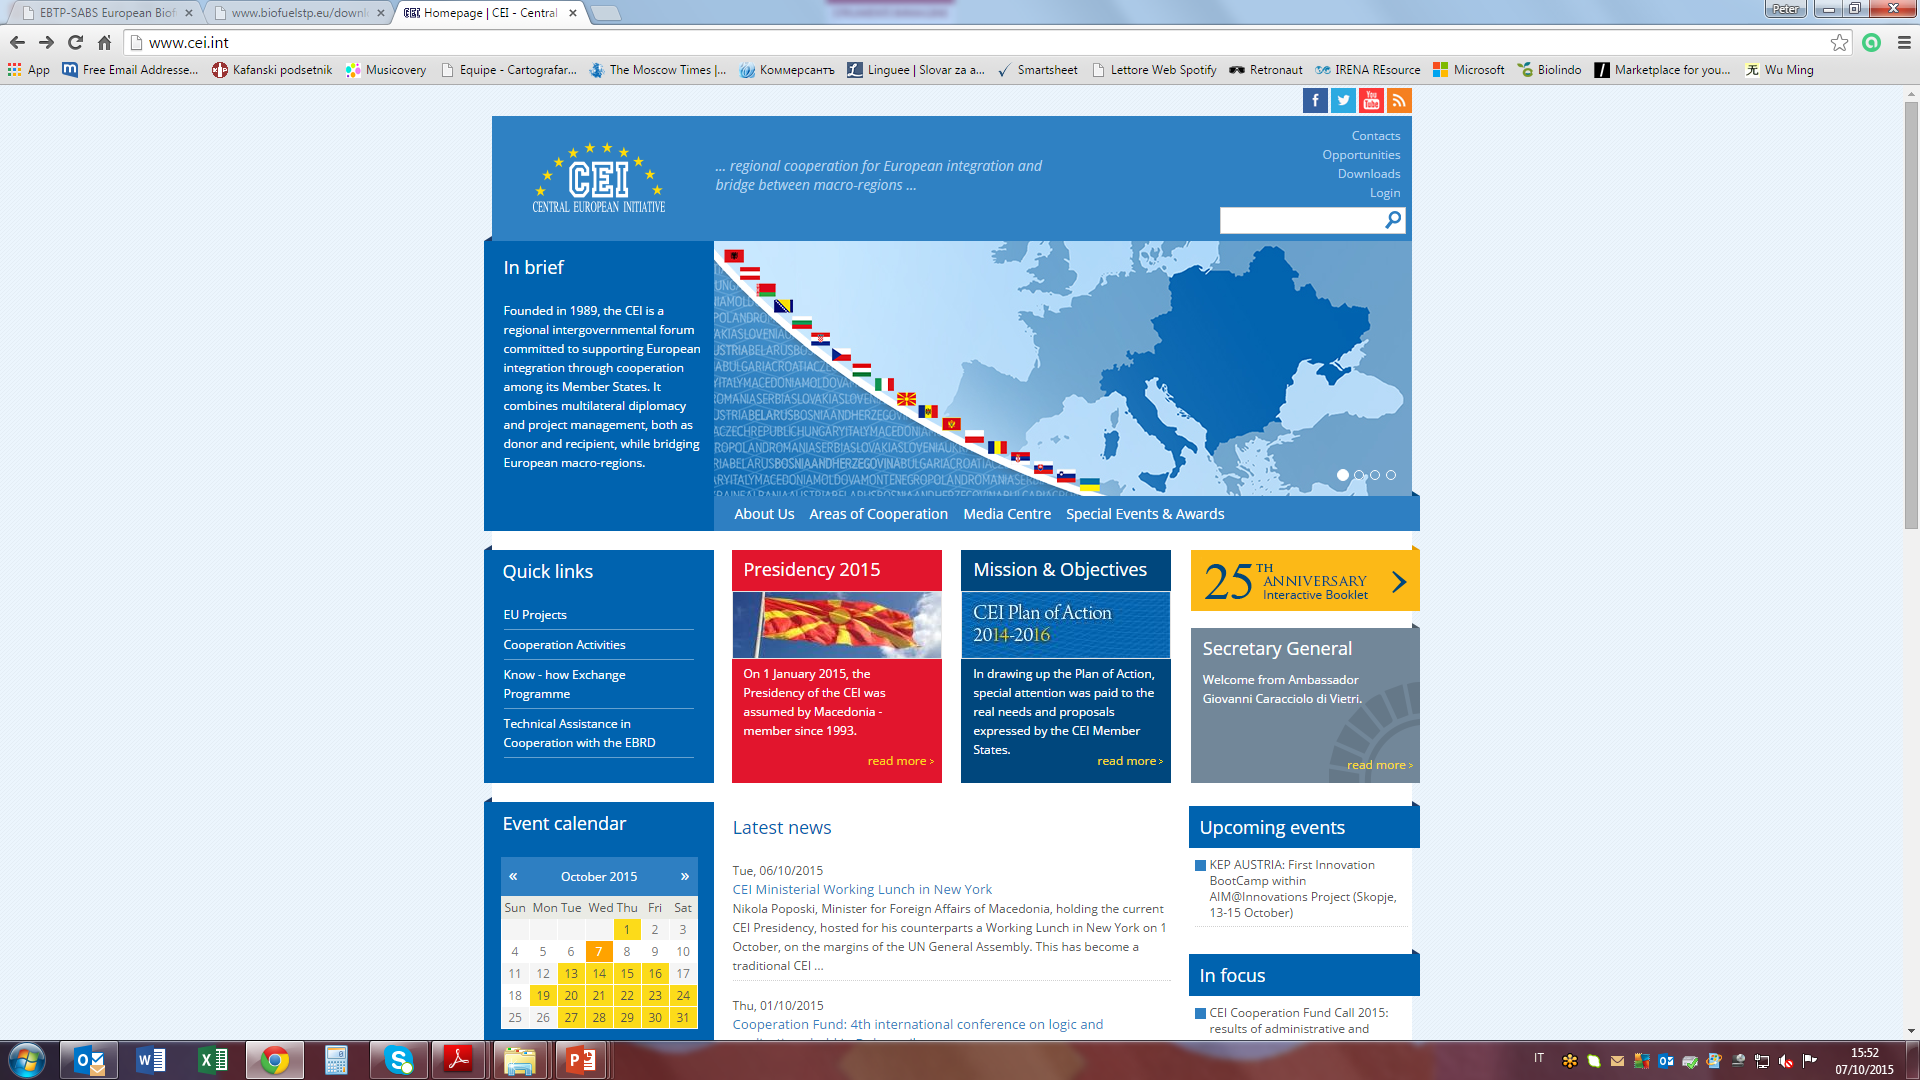 EBTP-SABS European Biof
www.biofuelstp.eu/downl
CEI Homepage | CEI - Central
Peter
www.cei.int
App
Free Email Addresse...
Kafanski podsetnik
Musicovery
Equipe - Cartografar...
The Moscow Times |...
Коммерсантъ
Linguee | Slovar za a...
Smartsheet
Lettore Web Spotify
Retronaut
IRENA REsource
Microsoft
Biolindo
Marketplace for you...
无 Wu Ming
You Tube
Contacts
Opportunities
Downloads
Login
CEI
CENTRAL EUROPEAN INITIATIVE
... regional cooperation for European integration and
bridge between macro-regions ...
In brief
Founded in 1989, the CEI is a
regional intergovernmental forum
committed to supporting European
integration through cooperation
among its Member States. It
combines multilateral diplomacy
and project management, both as
donor and recipient, while bridging
European macro-regions.
About Us
Areas of Cooperation
Media Centre
Special Events & Awards
Quick links
EU Projects
Cooperation Activities
Know - how Exchange
Programme
Technical Assistance in
Cooperation with the EBRD
Presidency 2015
On 1 January 2015, the
Presidency of the CEI was
assumed by Macedonia -
member since 1993.
read more >
Mission & Objectives
CEI Plan of Action
2014-2016
In drawing up the Plan of Action,
special attention was paid to the
real needs and proposals
expressed by the CEI Member
States.
read more >
25TH ANNIVERSARY
Interactive Booklet
Secretary General
Welcome from Ambassador
Giovanni Caracciolo di Vietri.
read more >
Event calendar
« October 2015 »
Sun Mon Tue Wed Thu Fri Sat
1 2 3
4 5 6 7 8 9 10
11 12 13 14 15 16 17
18 19 20 21 22 23 24
25 26 27 28 29 30 31
Latest news
Tue, 06/10/2015
CEI Ministerial Working Lunch in New York
Nikola Poposki, Minister for Foreign Affairs of Macedonia, holding the current
CEI Presidency, hosted for his counterparts a Working Lunch in New York on 1
October, on the margins of the UN General Assembly. This has become a
traditional CEI ...
Thu, 01/10/2015
Cooperation Fund: 4th international conference on logic and
Upcoming events
KEP AUSTRIA: First Innovation
BootCamp within
AIM@Innovations Project (Skopje,
13-15 October)
In focus
CEI Cooperation Fund Call 2015:
results of administrative and
IT
15:52
07/10/2015